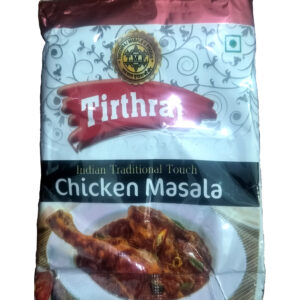 Tirthraj
Indian Traditional Touch
Chicken Masala